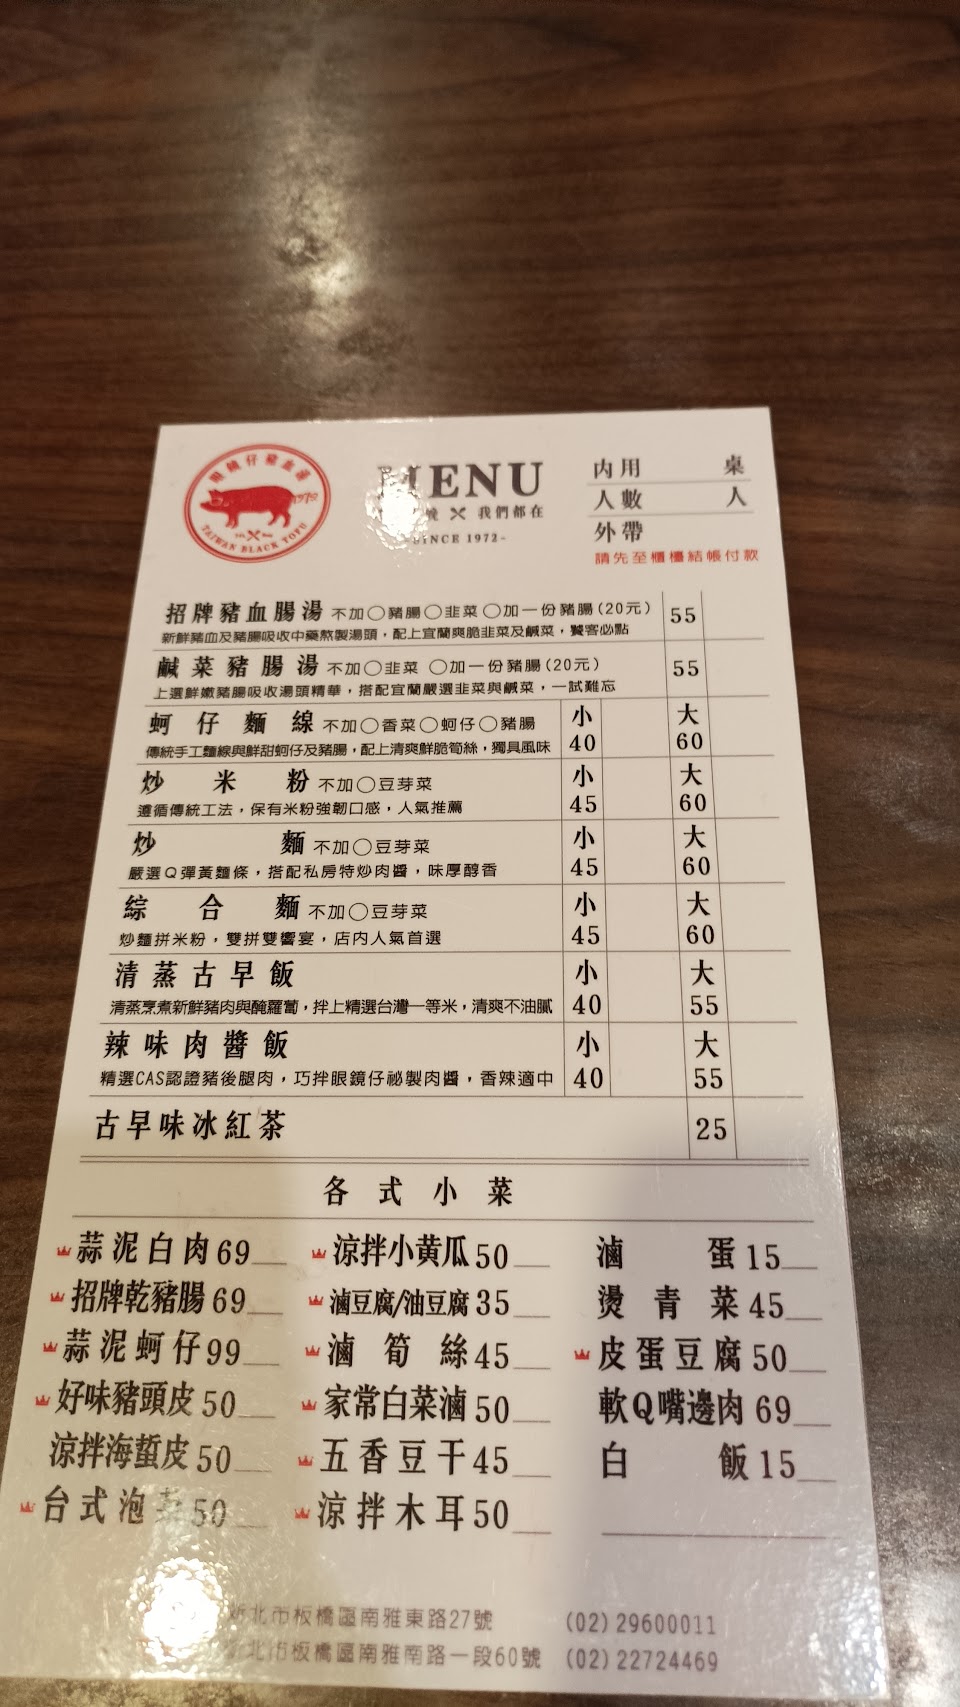 眼鏡仔豬血湯
1972
TAIWAN BLACK TOFU
MENU
我們都在
SINCE 1972-
內用 桌
人數 人
外帶
請先至櫃檯結帳付款
招牌豬血腸湯 不加○豬腸○韭菜○加一份豬腸(20元) 55
新鮮豬血及豬腸吸收中藥熬製湯頭，配上宜蘭爽脆韭菜及鹹菜，饕客必點
鹹菜豬腸湯 不加○韭菜 ○加一份豬腸(20元) 55
上選鮮嫩豬腸吸收湯頭精華，搭配宜蘭嚴選韭菜與鹹菜，一試難忘
蚵仔麵線 不加○香菜○蚵仔○豬腸 小 40 大 60
傳統手工麵線與鮮甜蚵仔及豬腸，配上清爽鮮脆筍絲，獨具風味
炒米粉 不加○豆芽菜 小 45 大 60
遵循傳統工法，保有米粉強韌口感，人氣推薦
炒麵 不加○豆芽菜 小 45 大 60
嚴選Q彈黃麵條，搭配私房特炒肉醬，味厚醇香
綜合麵 不加○豆芽菜 小 45 大 60
炒麵拼米粉，雙拼雙饗宴，店內人氣首選
清蒸古早飯 小 40 大 55
清蒸烹煮新鮮豬肉與醃蘿蔔，拌上精選台灣一等米，清爽不油膩
辣味肉醬飯 小 40 大 55
精選CAS認證豬後腿肉，巧拌眼鏡仔祕製肉醬，香辣適中
古早味冰紅茶 25
各式小菜
蒜泥白肉69 涼拌小黃瓜50 滷蛋15
招牌乾豬腸69 滷豆腐/油豆腐35 燙青菜45
蒜泥蚵仔99 滷筍絲45 皮蛋豆腐50
好味豬頭皮50 家常白菜滷50 軟Q嘴邊肉69
涼拌海蜇皮50 五香豆干45 白飯15
台式泡菜50 涼拌木耳50
新北市板橋區南雅東路27號 (02)29600011
新北市板橋區南雅南路一段60號 (02)22724469